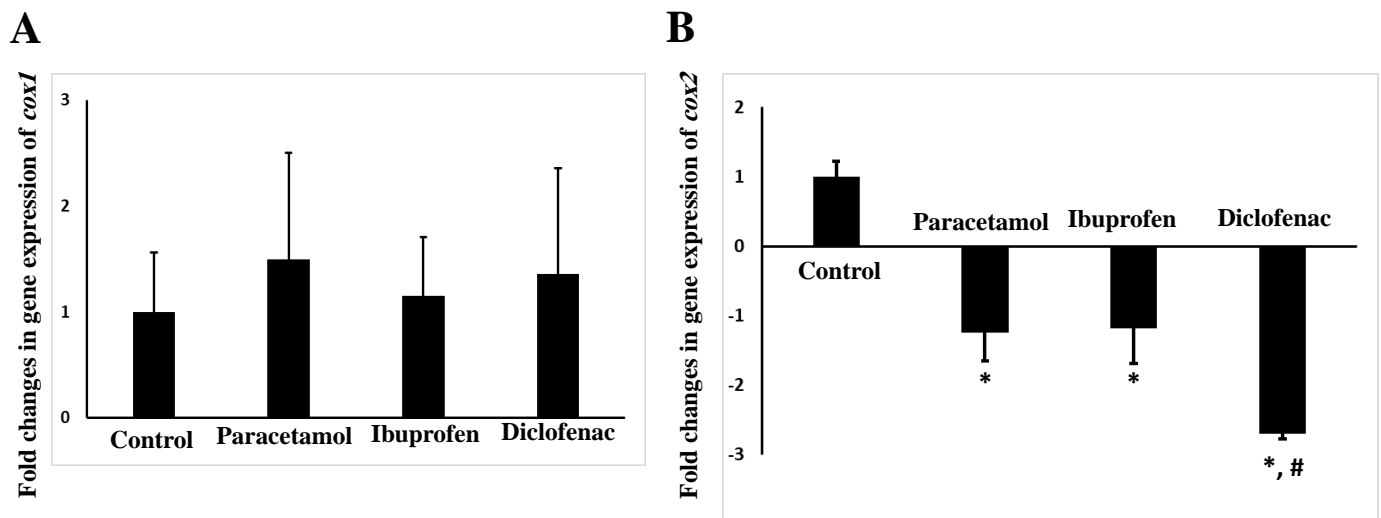 A
Fold changes in gene expression of cox1
3
2
1
0
Control
Paracetamol
Ibuprofen
Diclofenac
B
Fold changes in gene expression of cox2
2
1
0
-1
-2
-3
Control
Paracetamol
Ibuprofen
Diclofenac
*
*
*, #